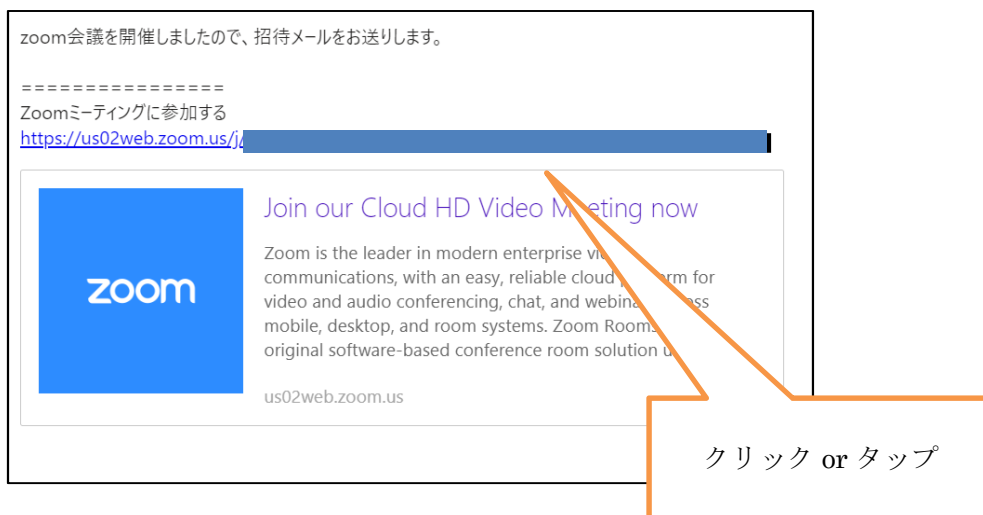 zoom会議を開催しましたので、招待メールをお送りします。
================
Zoomミーティングに参加する
https://us02web.zoom.us/j/
Join our Cloud HD Video Meeting now
zoom
Zoom is the leader in modern enterprise
communications, with an easy, reliable cloud for
video and audio conferencing, chat, and
mobile, desktop, and room systems. Zoom
original software-based conference room solution
us02web.zoom.us
クリック or タップ